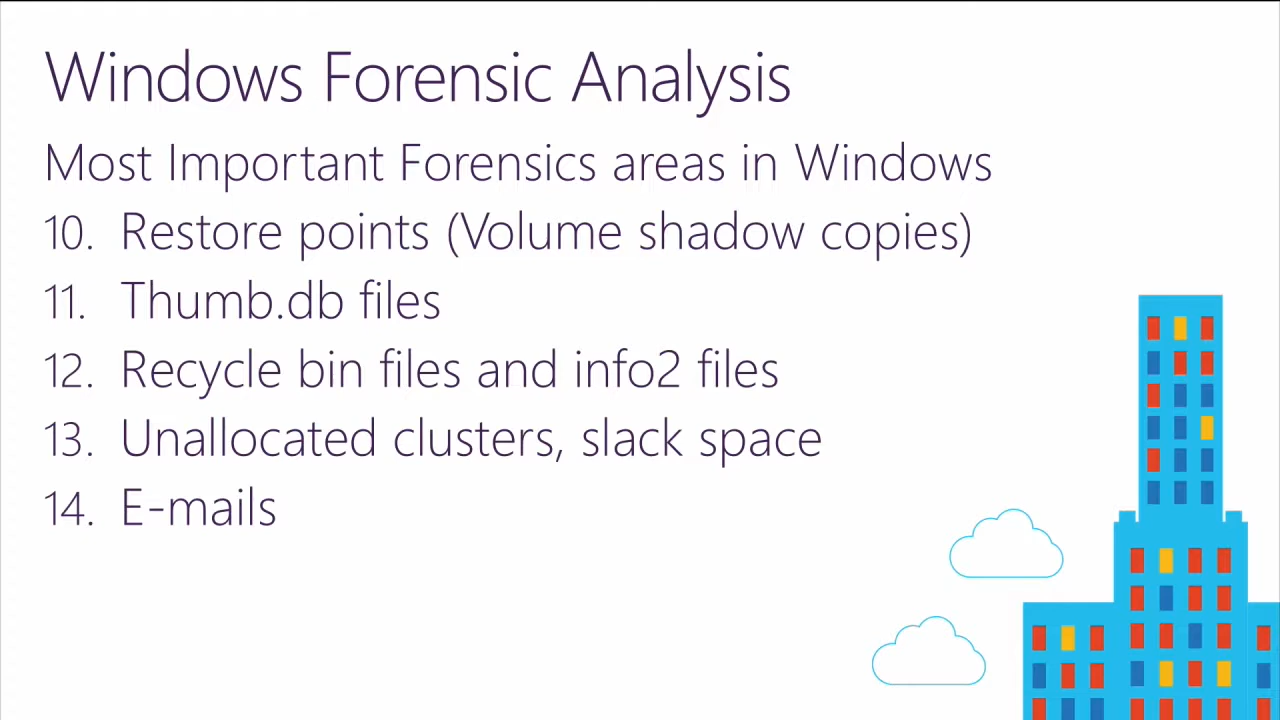 Windows Forensic Analysis
Most Important Forensics areas in Windows
10. Restore points (Volume shadow copies)
11. Thumb.db files
12. Recycle bin files and info2 files
13. Unallocated clusters, slack space
14. E-mails